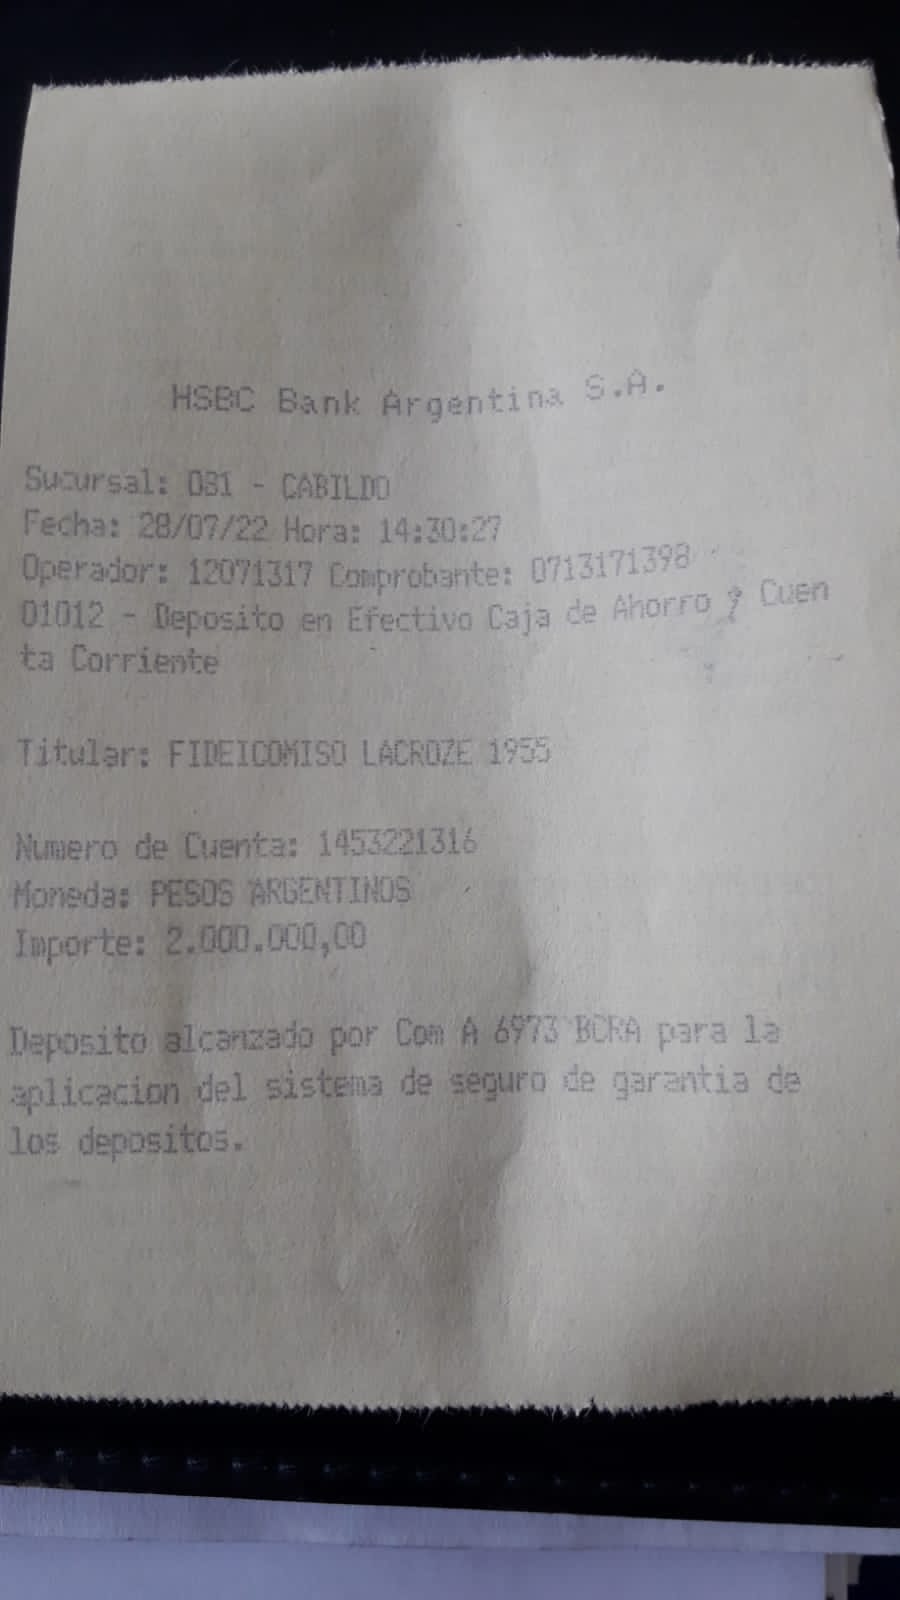 HSBC Bank Argentina S.A.
Sucursal: 081 - CABILDO
Fecha: 28/07/22 Hora: 14:30:27
Operador: 12071317 Comprobante: 0713171398
01012 - Deposito en Efectivo Caja de Ahorro y Cuen
ta Corriente
Titular: FIDEICOMISO LACROZE 1955
Numero de Cuenta: 1453221316
Moneda: PESOS ARGENTINOS
Importe: 2.000.000,00
Deposito alcanzado por Com A 6973 BCRA para la
aplicacion del sistema de seguro de garantia de
los depositos.